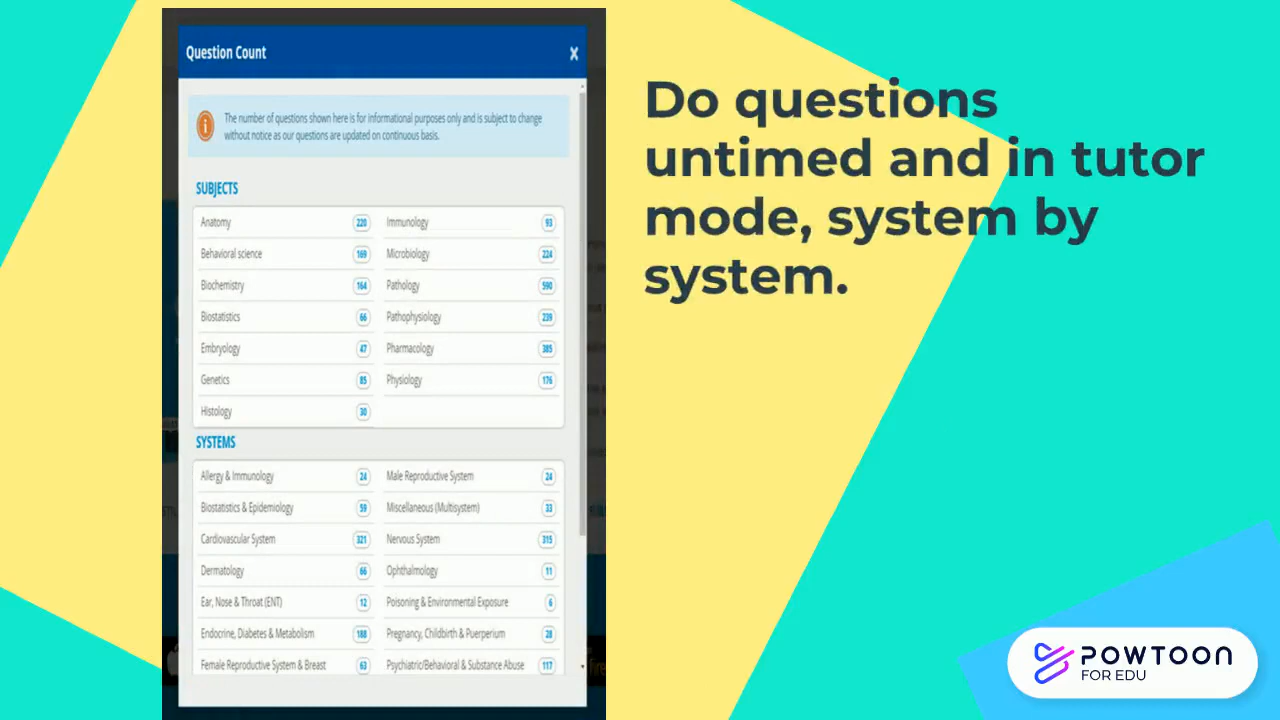 Question Count
x
The number of questions shown here is for informational purposes only and is subject to change
without notice as our questions are updated on continuous basis.
SUBJECTS
Anatomy 220 Immunology 93
Behavioral science 169 Microbiology 224
Biochemistry 164 Pathology 590
Biostatistics 66 Pathophysiology 239
Embryology 47 Pharmacology 385
Genetics 85 Physiology 176
Histology 30
SYSTEMS
Allergy & Immunology 24 Male Reproductive System 24
Biostatistics & Epidemiology 59 Miscellaneous (Multisystem) 33
Cardiovascular System 321 Nervous System 315
Dermatology 66 Ophthalmology 11
Ear, Nose & Throat (ENT) 12 Poisoning & Environmental Exposure 6
Endocrine, Diabetes & Metabolism 188 Pregnancy, Childbirth & Puerperium 28
Female Reproductive System & Breast 63 Psychiatric/Behavioral & Substance Abuse 117
Do questions
untimed and in tutor
mode, system by
system.
POWTOON
FOR EDU